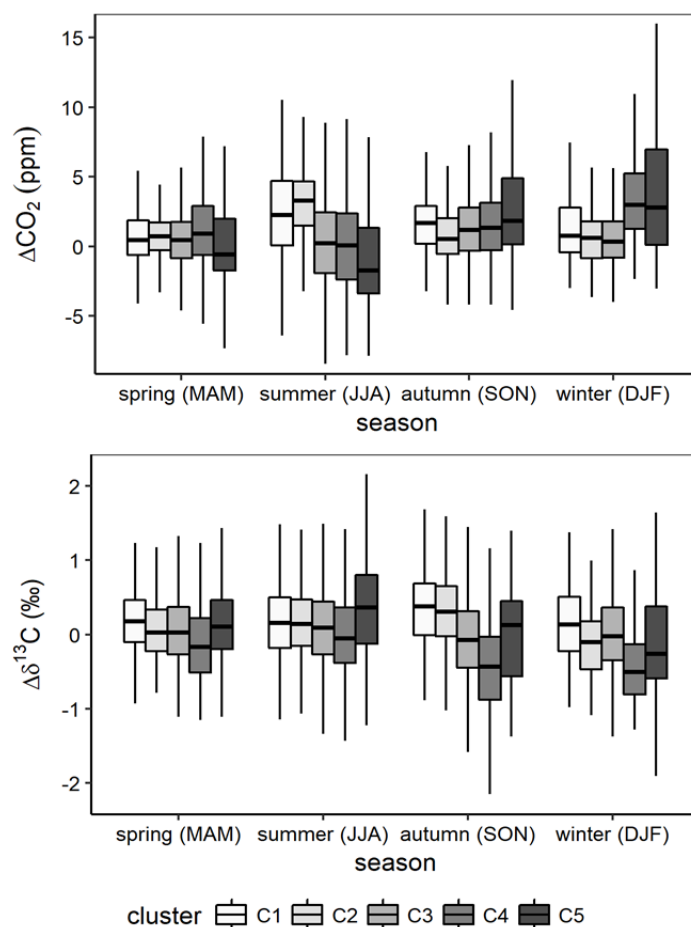 15
10
5
0
-5
ΔCO₂ (ppm)
spring (MAM) summer (JJA) autumn (SON) winter (DJF)
season
2
1
0
-1
-2
Δδ¹³C (‰)
spring (MAM) summer (JJA) autumn (SON) winter (DJF)
season
cluster C1 C2 C3 C4 C5